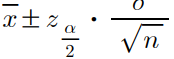 x̄ ± z_{α/2} · σ/√n